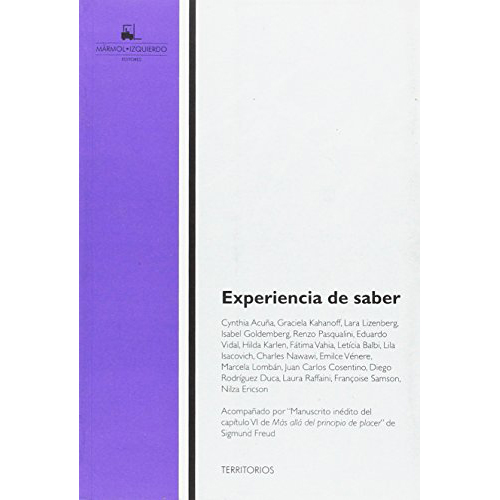 MÁRMOL•IZQUIERDO
EDITORES
Experiencia de saber
Cynthia Acuña, Graciela Kahanoff, Lara Lizenberg,
Isabel Goldemberg, Renzo Pasqualini, Eduardo
Vidal, Hilda Karlen, Fátima Vahia, Letícia Balbi, Lila
Isacovich, Charles Nawawi, Emilce Vénere,
Marcela Lombán, Juan Carlos Cosentino, Diego
Rodríguez Duca, Laura Raffaini, Françoise Samson,
Nilza Ericson
Acompañado por "Manuscrito inédito del
capítulo VI de Más allá del principio de placer" de
Sigmund Freud
TERRITORIOS